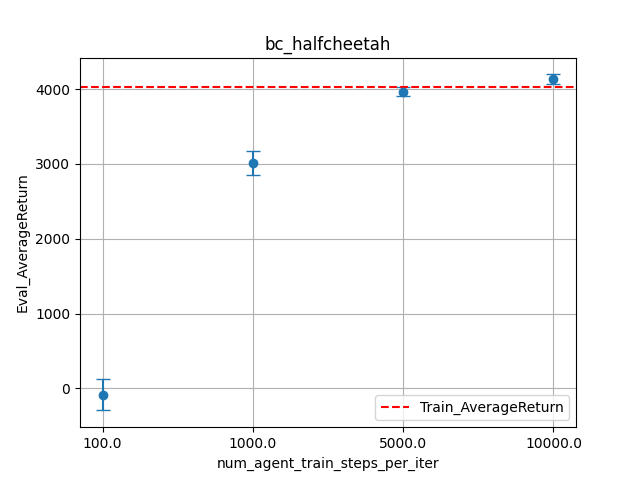 bc_halfcheetah
Eval_AverageReturn
4000
3000
2000
1000
0
Train_AverageReturn
100.0 1000.0 5000.0 10000.0
num_agent_train_steps_per_iter